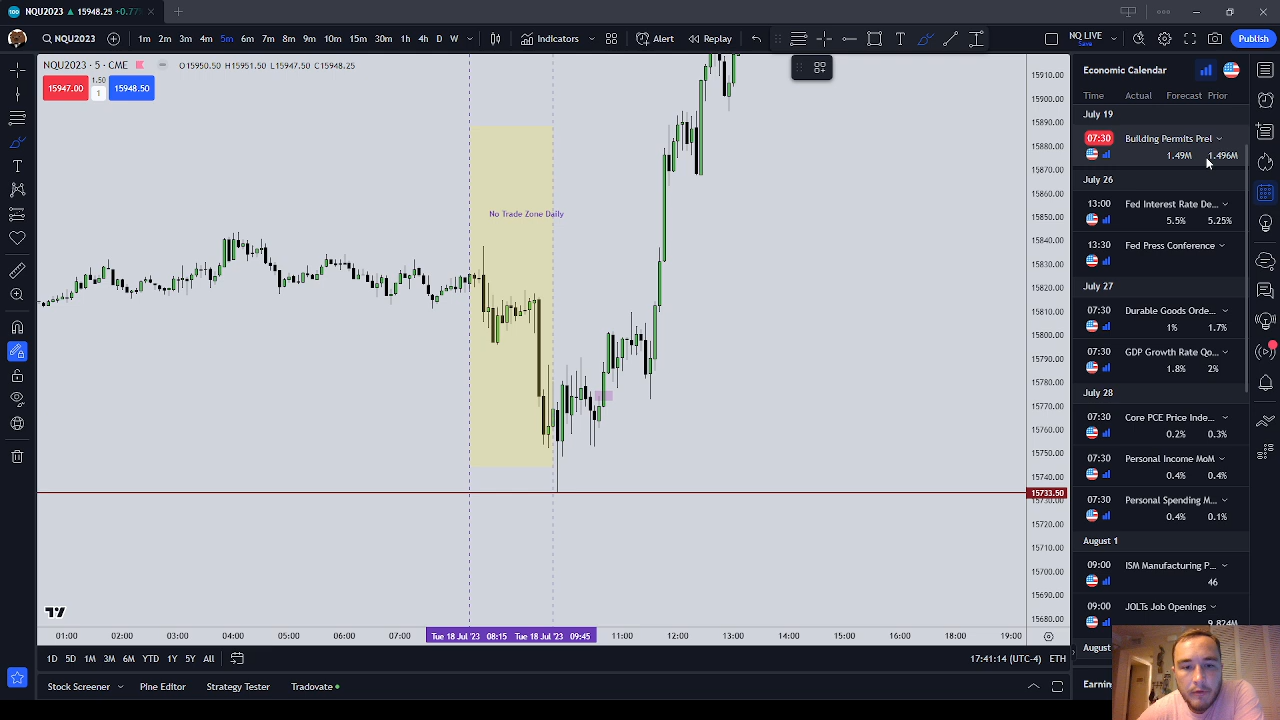 NQU2023 ▲ 15948.25 +0.77%
NQU2023
1m 2m 3m 4m 5m 6m 7m 8m 9m 10m 15m 30m 1h 4h D W
Indicators
Alert
Replay
NQ LIVE
Save
Publish
NQU2023 · 5 · CME
O15950.50 H15951.50 L15947.00 C15948.25
15947.00
1.50
1
15948.50
No Trade Zone Daily
15910.00
15900.00
15890.00
15880.00
15870.00
15860.00
15850.00
15840.00
15830.00
15820.00
15810.00
15800.00
15790.00
15780.00
15770.00
15760.00
15750.00
15740.00
15733.50
15730.00
15720.00
15710.00
15700.00
15690.00
15680.00
01:00 02:00 03:00 04:00 05:00 06:00 07:00
Tue 18 Jul '23 08:15
Tue 18 Jul '23 09:45
11:00 12:00 13:00 14:00 15:00 16:00 17:00 18:00 19:00
1D 5D 1M 3M 6M YTD 1Y 5Y All
17:41:14 (UTC-4)
ETH
Stock Screener
Pine Editor
Strategy Tester
Tradovate
Economic Calendar
Time Actual Forecast Prior
July 19
07:30 Building Permits Prel
1.49M 1.496M
July 26
13:00 Fed Interest Rate De...
5.5% 5.25%
13:30 Fed Press Conference
July 27
07:30 Durable Goods Orde...
1% 1.7%
07:30 GDP Growth Rate Qo...
1.8% 2%
July 28
07:30 Core PCE Price Inde...
0.2% 0.3%
07:30 Personal Income MoM
0.4% 0.4%
07:30 Personal Spending M...
0.4% 0.1%
August 1
09:00 ISM Manufacturing P...
46
09:00 JOLTs Job Openings
9.874M
Augus
Earnin